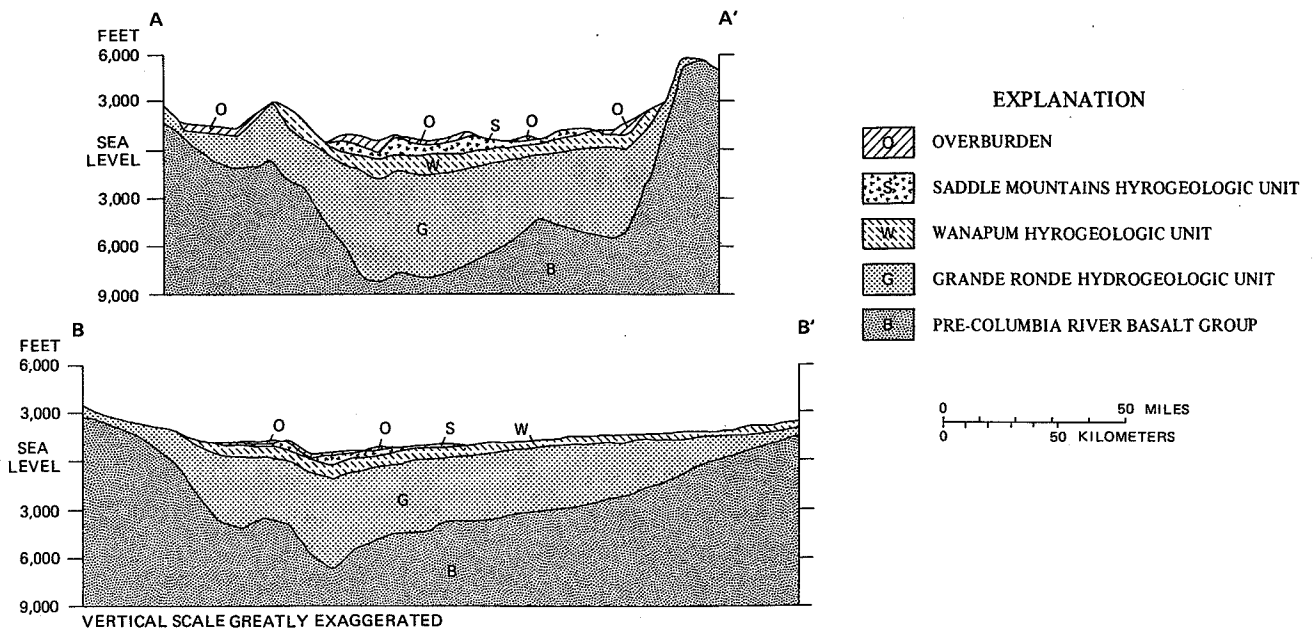 A
A'
FEET
6,000
3,000
SEA
LEVEL
3,000
6,000
9,000
O
O
S
O
O
W
G
B
B
B'
FEET
6,000
3,000
SEA
LEVEL
3,000
6,000
9,000
O
O
S
W
G
B
VERTICAL SCALE GREATLY EXAGGERATED
EXPLANATION
O OVERBURDEN
S SADDLE MOUNTAINS HYROGEOLOGIC UNIT
W WANAPUM HYROGEOLOGIC UNIT
G GRANDE RONDE HYDROGEOLOGIC UNIT
B PRE-COLUMBIA RIVER BASALT GROUP
0 50 MILES
0 50 KILOMETERS